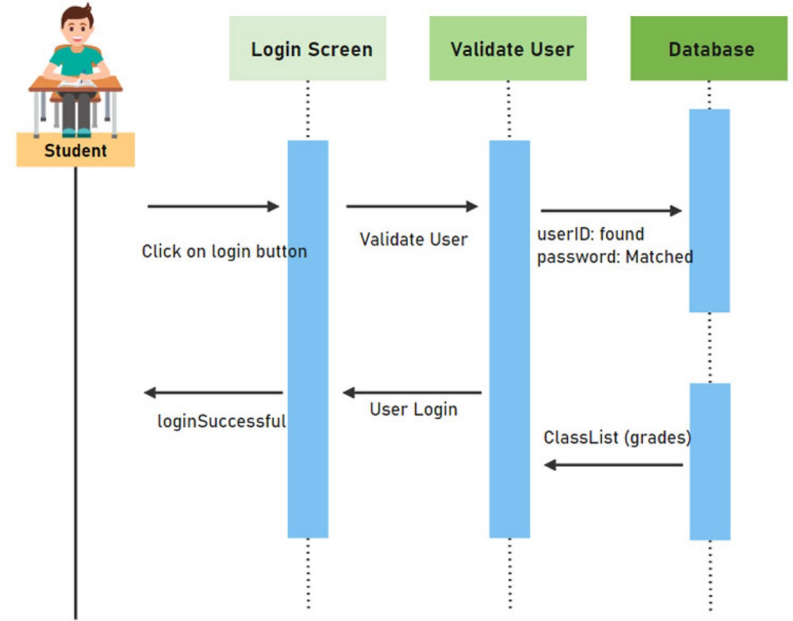 Login Screen
Validate User
Database
Student
Click on login button
Validate User
userID: found
password: Matched
loginSuccessful
User Login
ClassList (grades)